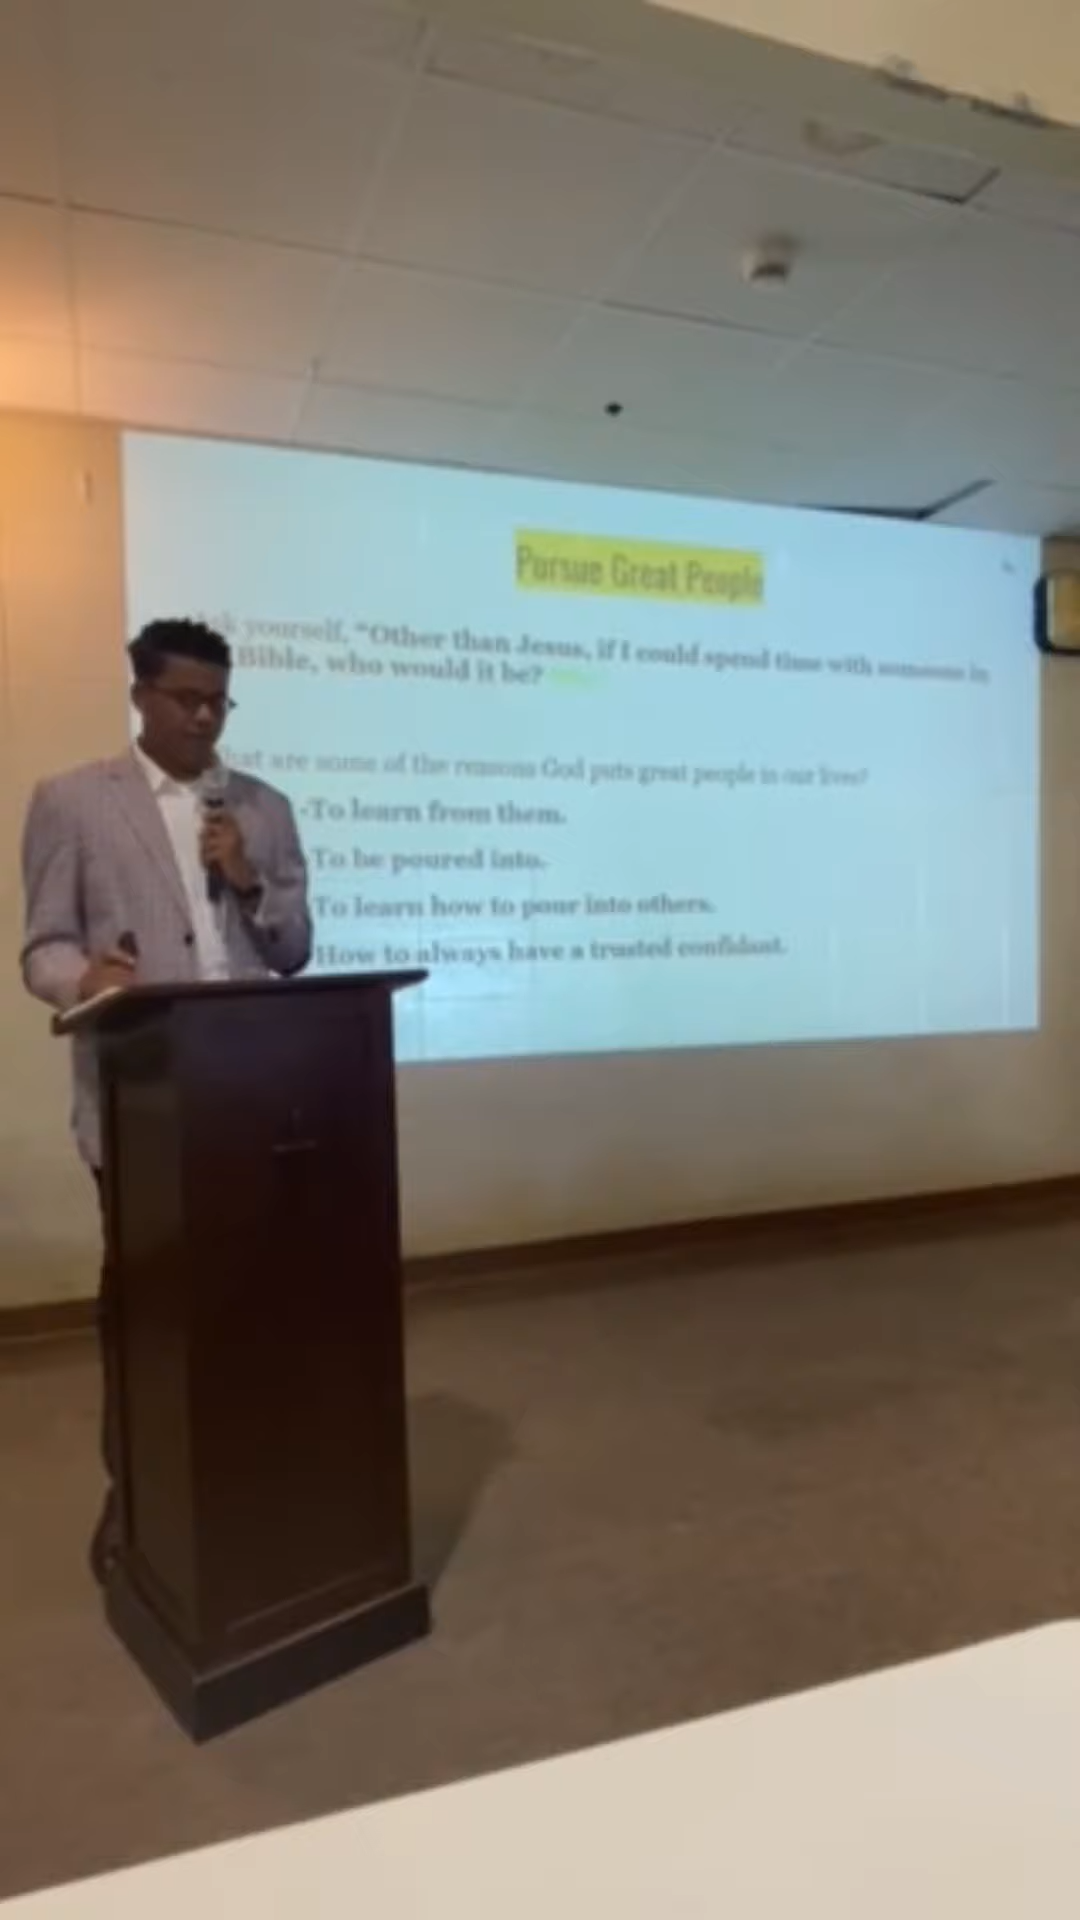 Pursue Great People
yourself, “Other than Jesus, if I could spend time with someone in
Bible, who would it be?
are some of the reasons God puts great people in our lives?
-To learn from them.
To be poured into.
To learn how to pour into others.
How to always have a trusted confidant.